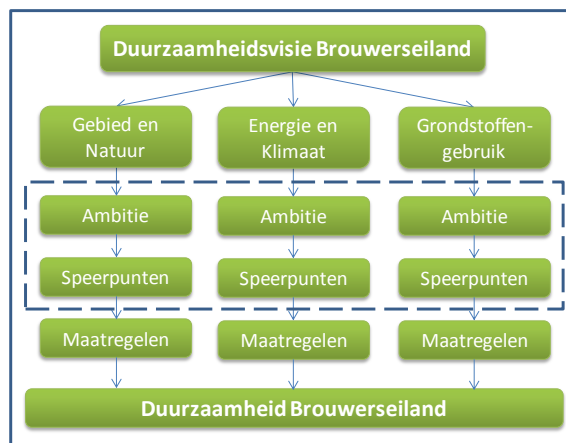 Duurzaamheidsvisie Brouwerseiland
Gebied en
Natuur
Energie en
Klimaat
Grondstoffen-
gebruik
Ambitie
Ambitie
Ambitie
Speerpunten
Speerpunten
Speerpunten
Maatregelen
Maatregelen
Maatregelen
Duurzaamheid Brouwerseiland